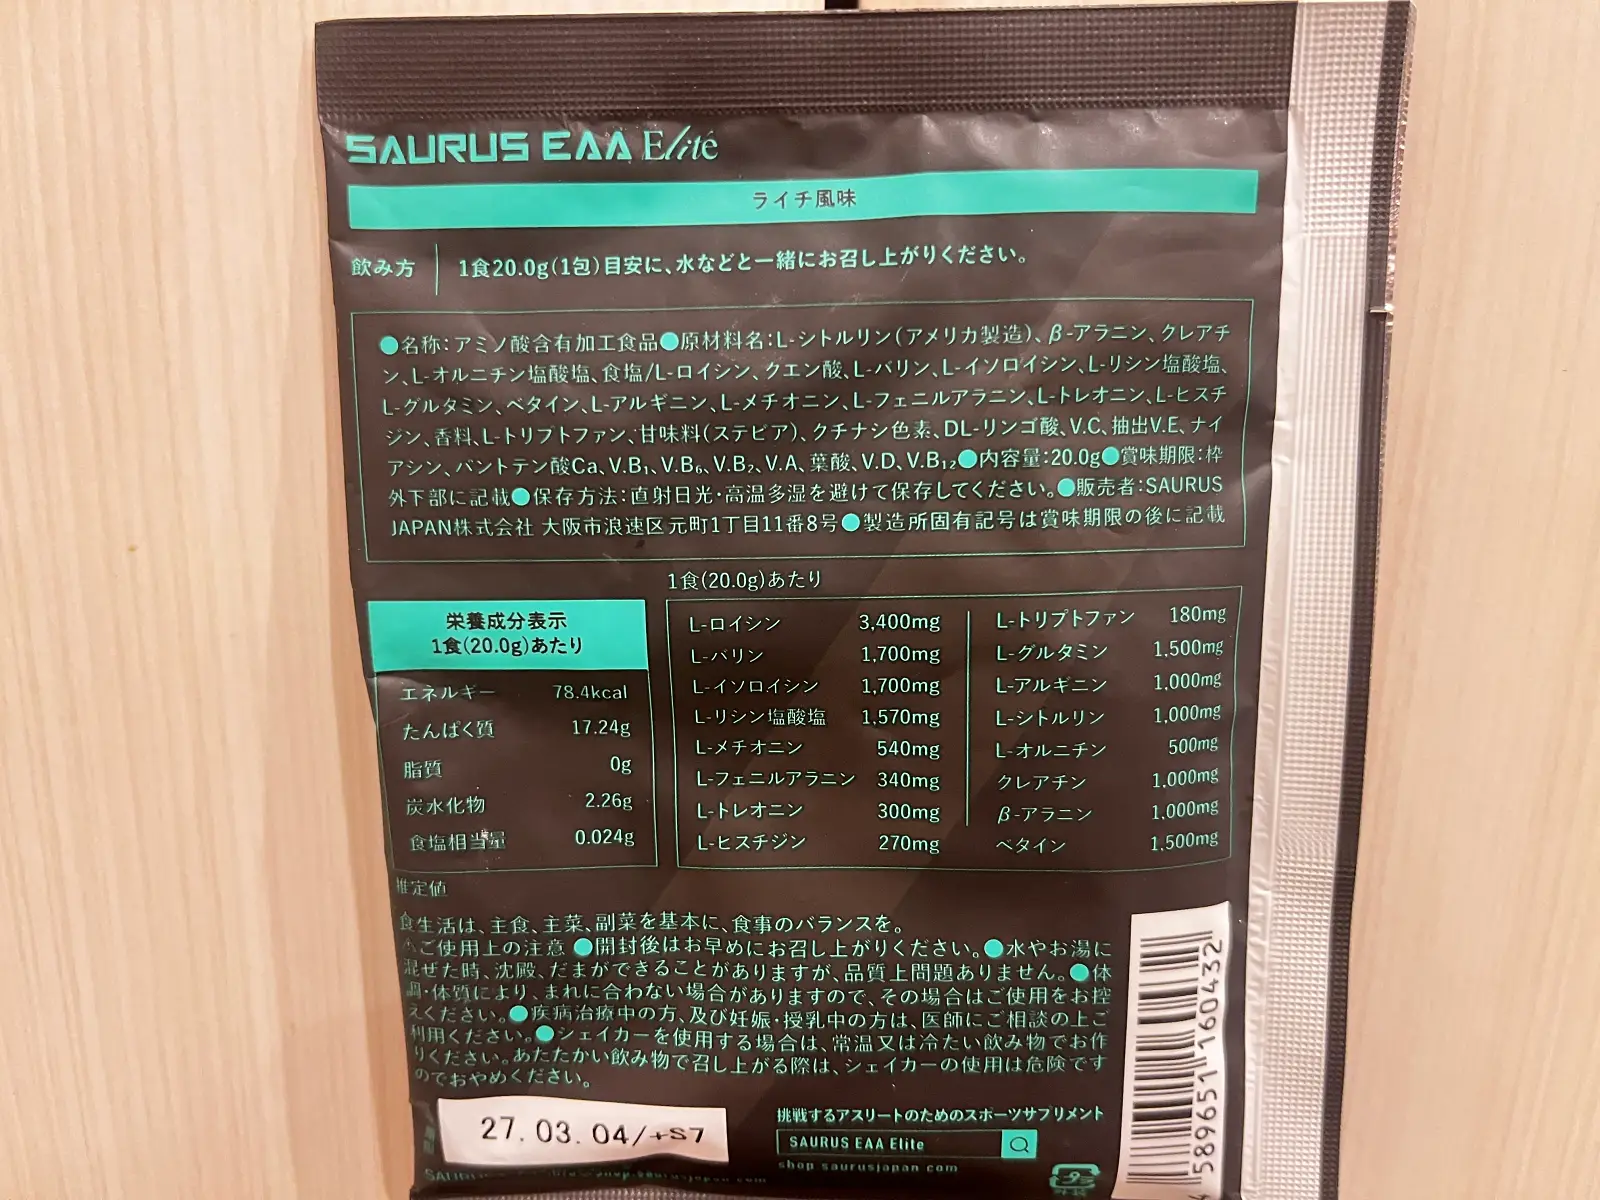 SAURUS EAA Elite
ライチ風味
飲み方 1食20.0g(1包)目安に、水などと一緒にお召し上がりください。
●名称：アミノ酸含有加工食品●原材料名：L-シトルリン(アメリカ製造)、β-アラニン、クレアチ
ン、L-オルニチン塩酸塩、食塩/L-ロイシン、クエン酸、L-バリン、L-イソロイシン、L-リシン塩酸塩、
L-グルタミン、ベタイン、L-アルギニン、L-メチオニン、L-フェニルアラニン、L-トレオニン、L-ヒスチ
ジン、香料、L-トリプトファン、甘味料(ステビア)、クチナシ色素、DL-リンゴ酸、V.C、抽出V.E、ナイ
アシン、パントテン酸Ca、V.B₁、V.B₆、V.B₂、V.A、葉酸、V.D、V.B₁₂●内容量：20.0g●賞味期限：枠
外下部に記載●保存方法：直射日光・高温多湿を避けて保存してください。●販売者：SAURUS
JAPAN株式会社 大阪市浪速区元町1丁目11番8号●製造所固有記号は賞味期限の後に記載
1食(20.0g)あたり
栄養成分表示
1食(20.0g)あたり
エネルギー 78.4kcal
たんぱく質 17.24g
脂質 0g
炭水化物 2.26g
食塩相当量 0.024g
推定値
L-ロイシン 3,400mg
L-バリン 1,700mg
L-イソロイシン 1,700mg
L-リシン塩酸塩 1,570mg
L-メチオニン 540mg
L-フェニルアラニン 340mg
L-トレオニン 300mg
L-ヒスチジン 270mg
L-トリプトファン 180mg
L-グルタミン 1,500mg
L-アルギニン 1,000mg
L-シトルリン 1,000mg
L-オルニチン 500mg
クレアチン 1,000mg
β-アラニン 1,000mg
ベタイン 1,500mg
食生活は、主食、主菜、副菜を基本に、食事のバランスを。
⚠ご使用上の注意 ●開封後はお早めにお召し上がりください。●水やお湯に
混ぜた時、沈殿、だまができることがありますが、品質上問題ありません。●体
調・体質により、まれに合わない場合がありますので、その場合はご使用をお控
えください。●疾病治療中の方、及び妊娠・授乳中の方は、医師にご相談の上ご
利用ください。●シェイカーを使用する場合は、常温又は冷たい飲み物でお作
りください。あたたかい飲み物で召し上がる際は、シェイカーの使用は危険です
のでおやめください。
27.03.04/+S7
挑戦するアスリートのためのスポーツサプリメント
SAURUS EAA Elite
shop.saurusjapan.com
4 589651 160432